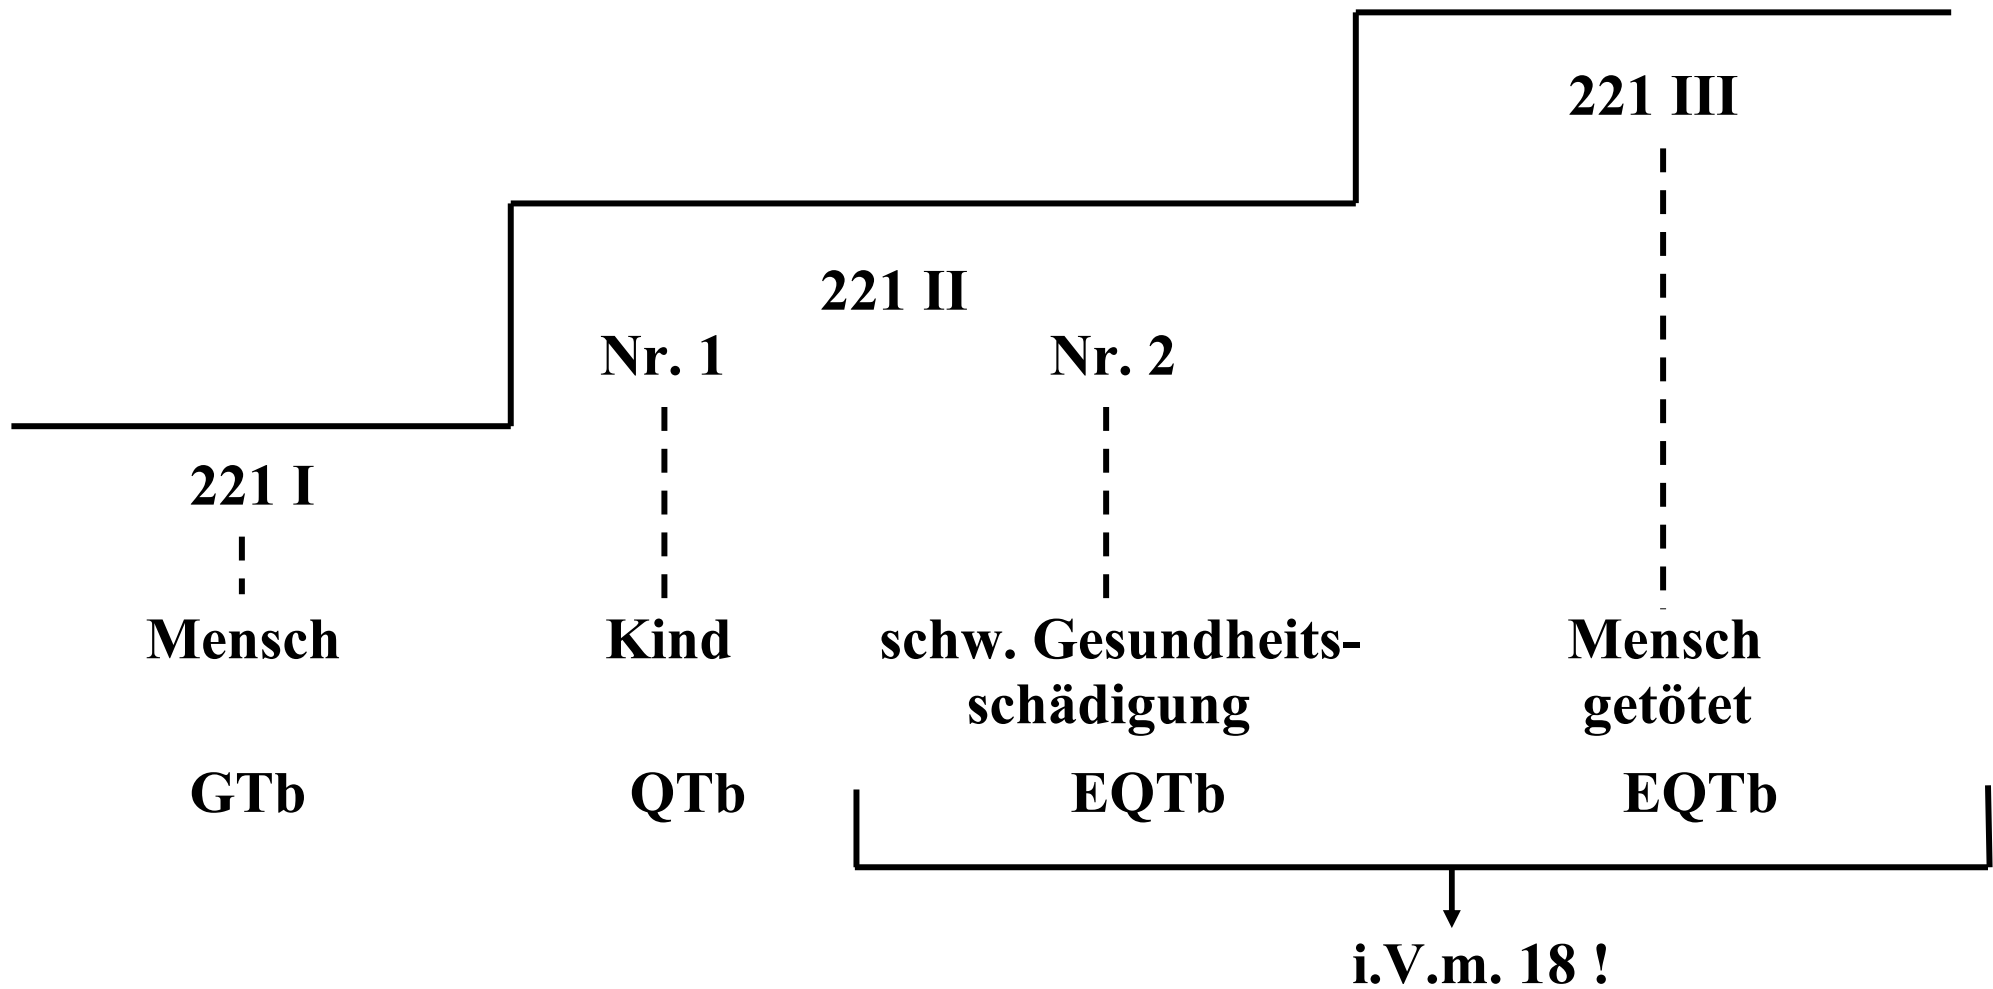 221 III
221 II
Nr. 1 Nr. 2
221 I
Mensch Kind schw. Gesundheits- Mensch
schädigung getötet
GTb QTb EQTb EQTb
i.V.m. 18 !